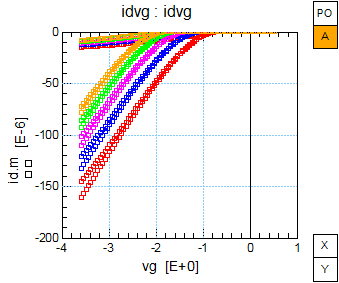 idvg : idvg
PO
A
0
-50
-100
-150
-200
id.m [E-6]
-4 -3 -2 -1 0 1
vg [E+0]
X
Y